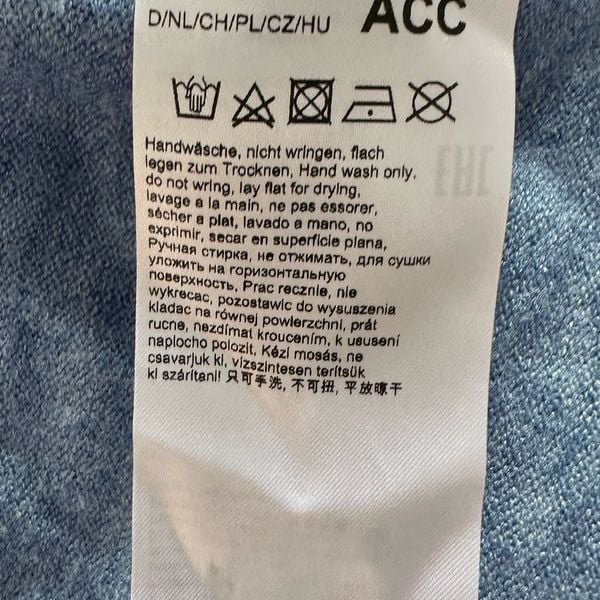 D/NL/CH/PL/CZ/HU
ACC
Handwäsche, nicht wringen, flach
legen zum Trocknen, Hand wash only,
do not wring, lay flat for drying,
lavage a la main, ne pas essorer,
sécher a plat, lavado a mano, no
exprimir, secar en superficie plana,
Ручная стирка, не отжимать, для сушки
уложить на горизонтальную
поверхность, Prac recznie, nie
wykrecac, pozostawic do wysuszenia
kladac na równej powierzchni, prát
rucne, nezdímat kroucením, k ususení
naplocho polozit, Kézi mosás, ne
csavarjuk ki, vízszintesen terítsük
ki szárítani! 只可手洗, 不可扭, 平放晾干